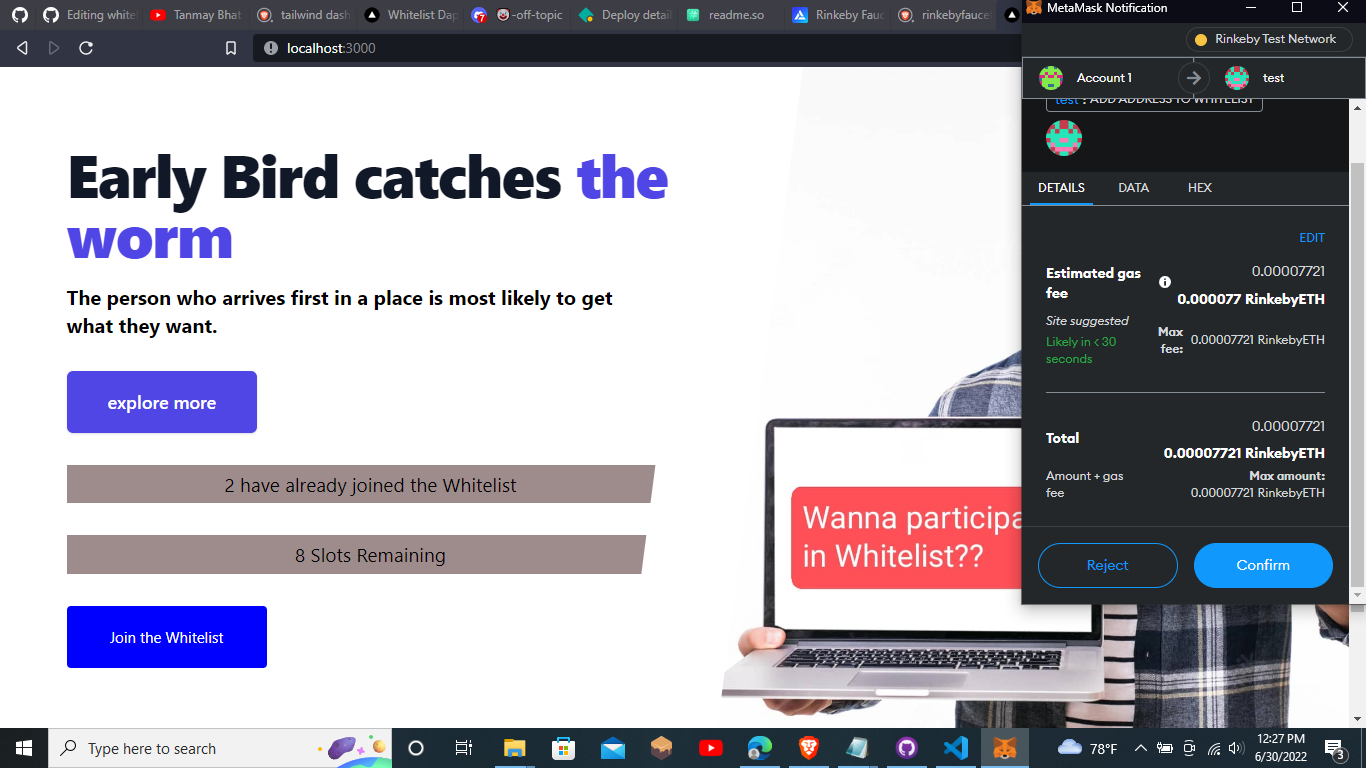 Editing white
Tanmay Bhat
tailwind dash
Whitelist Dap
-off-topic
Deploy detail
readme.so
Rinkeby Fauc
rinkebyfaucet
MetaMask Notification
localhost:3000
Rinkeby Test Network
Account 1
test
test : ADD ADDRESS TO WHITELIST
DETAILS
DATA
HEX
EDIT
Estimated gas
fee
0.00007721
0.000077 RinkebyETH
Site suggested
Likely in < 30
seconds
Max
fee:
0.00007721 RinkebyETH
Total
0.00007721
0.00007721 RinkebyETH
Amount + gas
fee
Max amount:
0.00007721 RinkebyETH
Reject
Confirm
Early Bird catches the
worm
The person who arrives first in a place is most likely to get
what they want.
explore more
2 have already joined the Whitelist
8 Slots Remaining
Join the Whitelist
Wanna participa
in Whitelist??
Type here to search
78°F
12:27 PM
6/30/2022
3